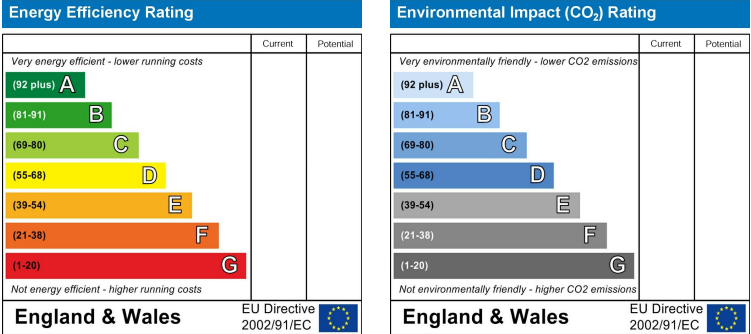 Energy Efficiency Rating
Current Potential
Very energy efficient - lower running costs
(92 plus) A
(81-91) B
(69-80) C
(55-68) D
(39-54) E
(21-38) F
(1-20) G
Not energy efficient - higher running costs
England & Wales
EU Directive
2002/91/EC
Environmental Impact (CO₂) Rating
Current Potential
Very environmentally friendly - lower CO2 emissions
(92 plus) A
(81-91) B
(69-80) C
(55-68) D
(39-54) E
(21-38) F
(1-20) G
Not environmentally friendly - higher CO2 emissions
England & Wales
EU Directive
2002/91/EC